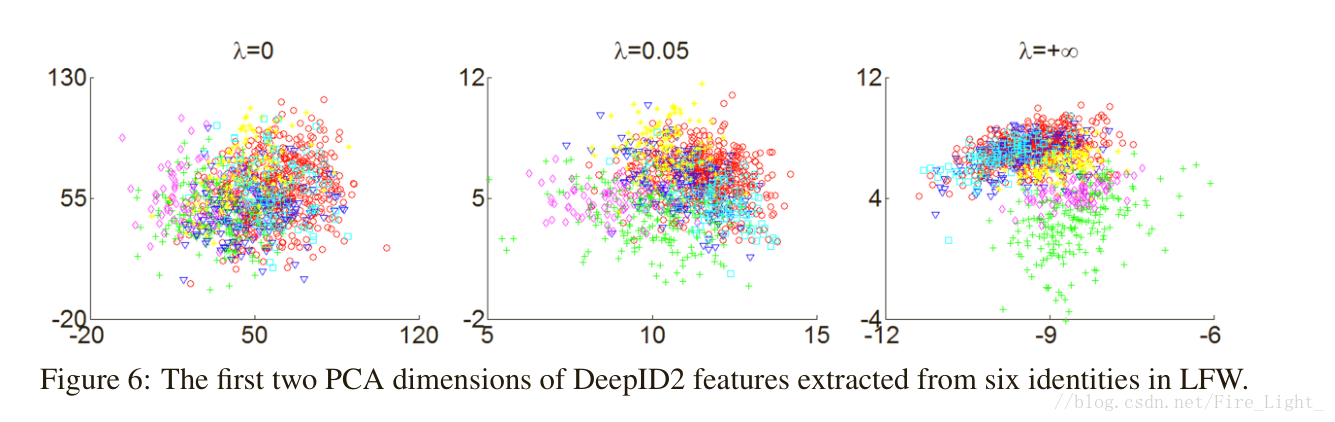 λ=0 λ=0.05 λ=+∞
130 12 12
55 5 4
-20 -2 -4
-20 50 120 5 10 15 -12 -9 -6
Figure 6: The first two PCA dimensions of DeepID2 features extracted from six identities in LFW.
//blog.csdn.net/Fire_Light_